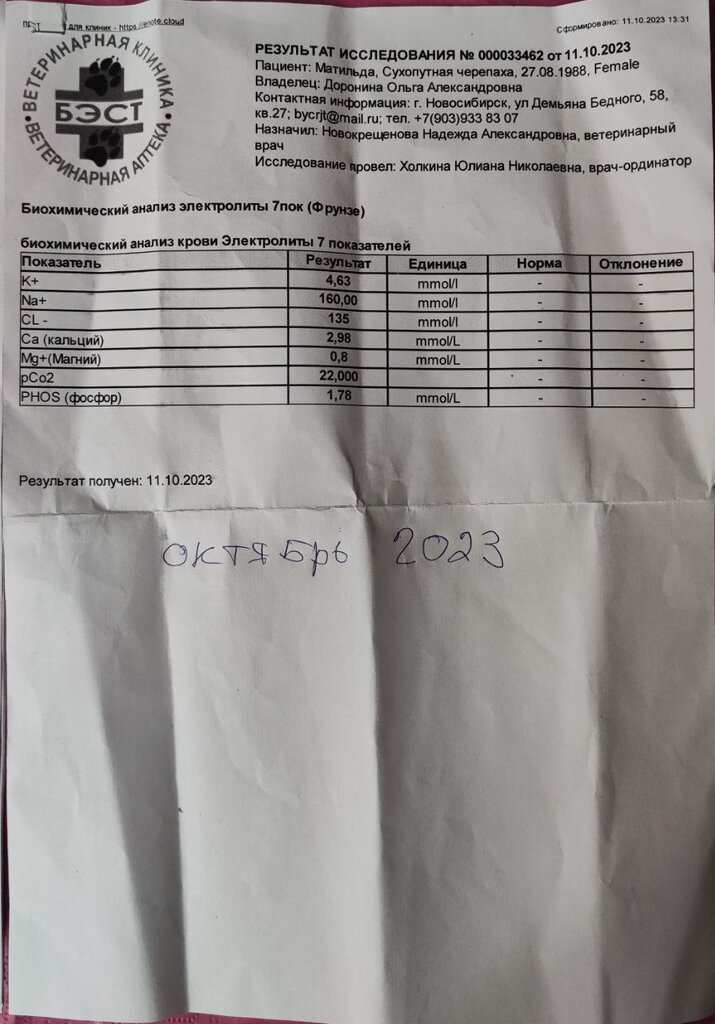 для клиник - https://enote.cloud
Сформировано: 11.10.2023 13:31
ВЕТЕРИНАРНАЯ КЛИНИКА
БЭСТ
ВЕТЕРИНАРНАЯ АПТЕКА
РЕЗУЛЬТАТ ИССЛЕДОВАНИЯ № 000033462 от 11.10.2023
Пациент: Матильда, Сухопутная черепаха, 27.08.1988, Female
Владелец: Доронина Ольга Александровна
Контактная информация: г. Новосибирск, ул Демьяна Бедного, 58,
кв.27; bycrjt@mail.ru; тел. +7(903)933 83 07
Назначил: Новокрещенова Надежда Александровна, ветеринарный
врач
Исследование провел: Холкина Юлиана Николаевна, врач-ординатор
Биохимический анализ электролиты 7пок (Фрунзе)
биохимический анализ крови Электролиты 7 показателей
Показатель Результат Единица Норма Отклонение
K+ 4,63 mmol/l - -
Na+ 160,00 mmol/l - -
CL - 135 mmol/l - -
Ca (кальций) 2,98 mmol/L - -
Mg+(Магний) 0,8 mmol/L - -
pCo2 22,000 - -
PHOS (фосфор) 1,78 mmol/L - -
Результат получен: 11.10.2023
октябрь 2023